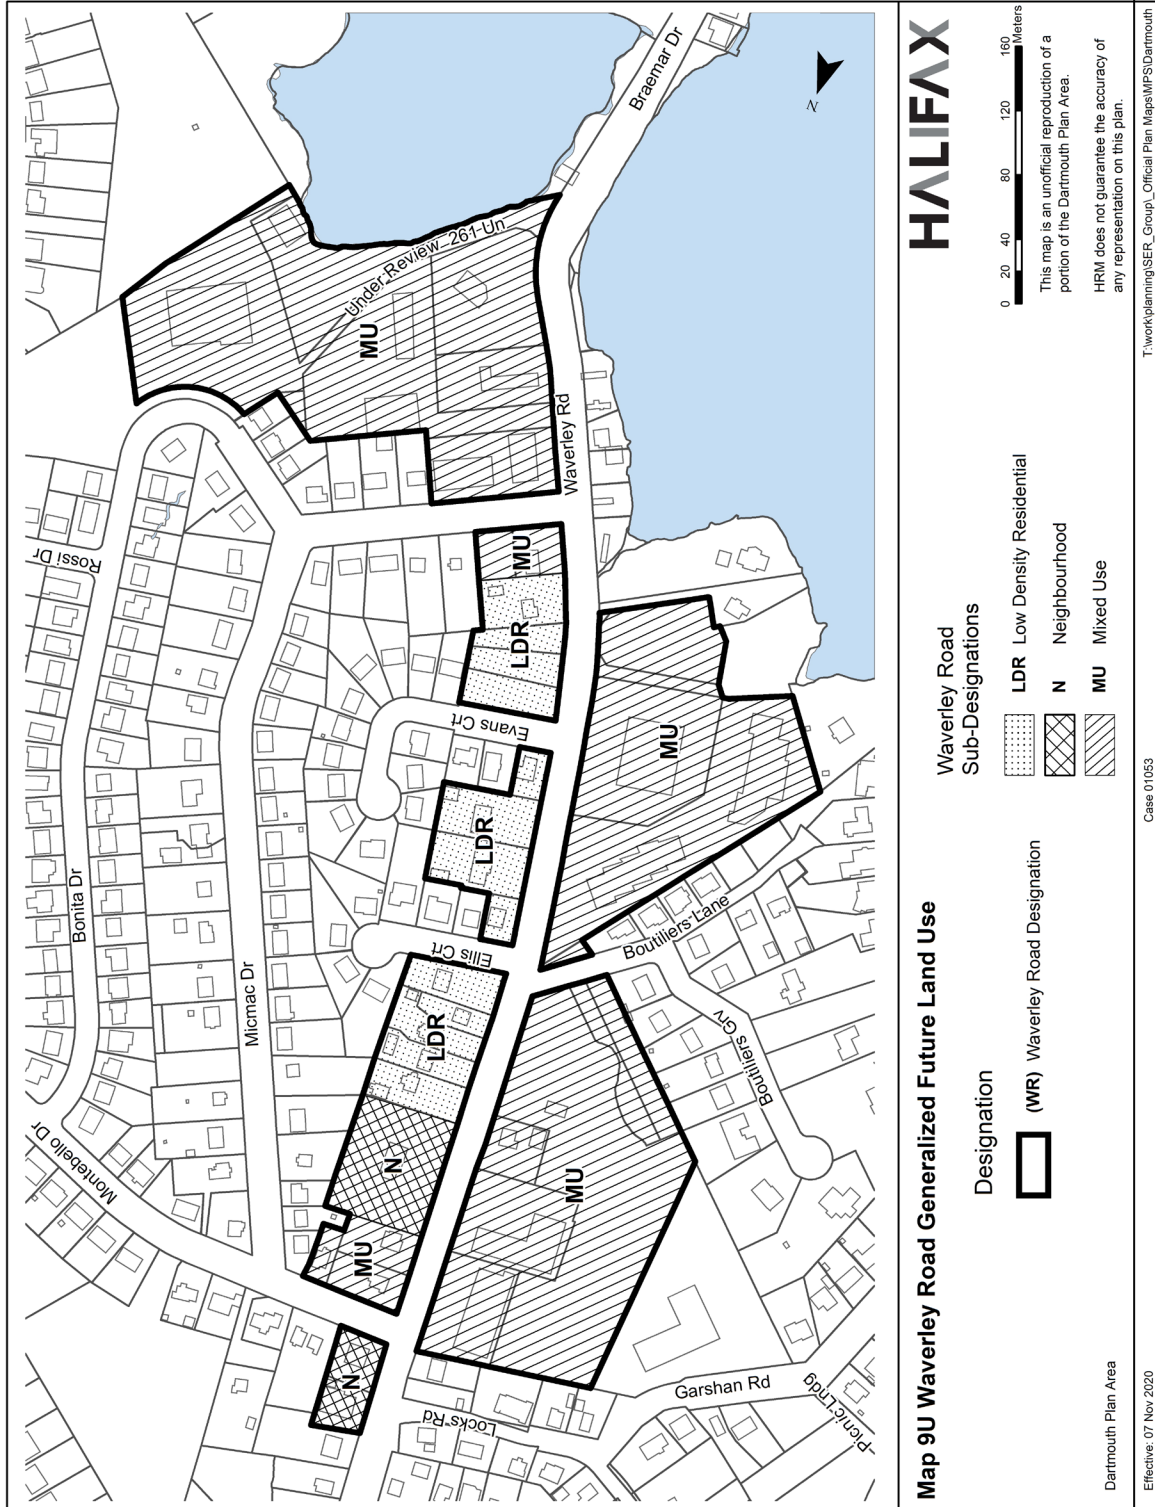 Montebello Dr
Bonita Dr
Rossi Dr
Micmac Dr
Ellis Crt
Evans Crt
Under Review_261-Un
Waverley Rd
Braemar Dr
N
MU
N
LDR
LDR
LDR
MU
MU
MU
MU
N
Locks Rd
Garshan Rd
Picnic Lndg
Boutiliers Grv
Boutiliers Lane
N
Map 9U Waverley Road Generalized Future Land Use
Designation
(WR) Waverley Road Designation
Waverley Road
Sub-Designations
LDR Low Density Residential
N Neighbourhood
MU Mixed Use
HALIFAX
0 20 40 80 120 160
Meters
This map is an unofficial reproduction of a
portion of the Dartmouth Plan Area.
HRM does not guarantee the accuracy of
any representation on this plan.
Dartmouth Plan Area
Effective: 07 Nov 2020
Case 01053
T:\work\planning\SER_Group\_Official Plan Maps\MPS\Dartmouth